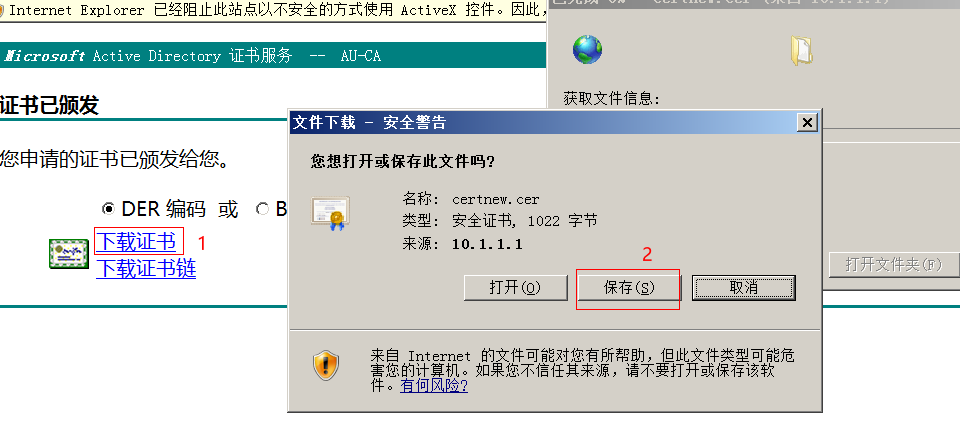 Internet Explorer 已经阻止此站点以不安全的方式使用 ActiveX 控件。因此，
已完成 0% - certnew.cer (来自 10.1.1.1)
Microsoft Active Directory 证书服务 -- AU-CA
获取文件信息:
证书已颁发
您申请的证书已颁发给您。
DER 编码 或 B
下载证书 1
下载证书链
文件下载 - 安全警告
您想打开或保存此文件吗?
名称: certnew.cer
类型: 安全证书, 1022 字节
来源: 10.1.1.1
2
打开(O) 保存(S) 取消
打开文件夹(F)
来自 Internet 的文件可能对您有所帮助，但此文件类型可能危
害您的计算机。如果您不信任其来源，请不要打开或保存该软
件。有何风险?